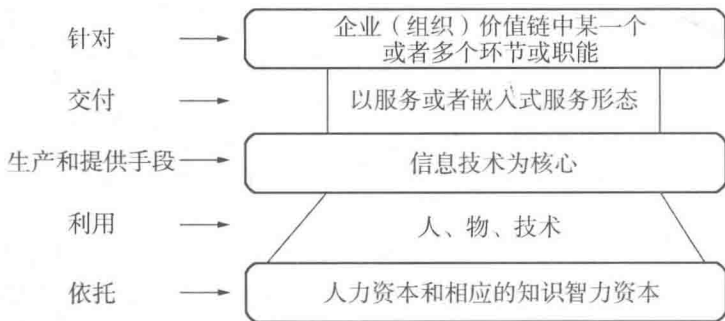 针对
企业（组织）价值链中某一个
或者多个环节或职能
交付
以服务或者嵌入式服务形态
生产和提供手段
信息技术为核心
利用
人、物、技术
依托
人力资本和相应的知识智力资本